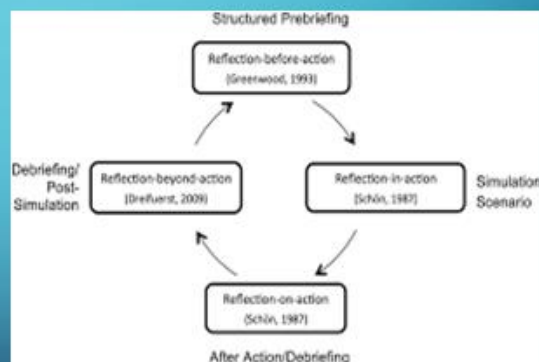 Structured Prebriefing
Reflection-before-action
(Greenwood, 1993)
Debriefing/
Post-
Simulation
Reflection-beyond-action
(Dreifuerst, 2009)
Reflection-in-action
(Schön, 1987)
Simulation
Scenario
Reflection-on-action
(Schön, 1987)
After Action/Debriefing